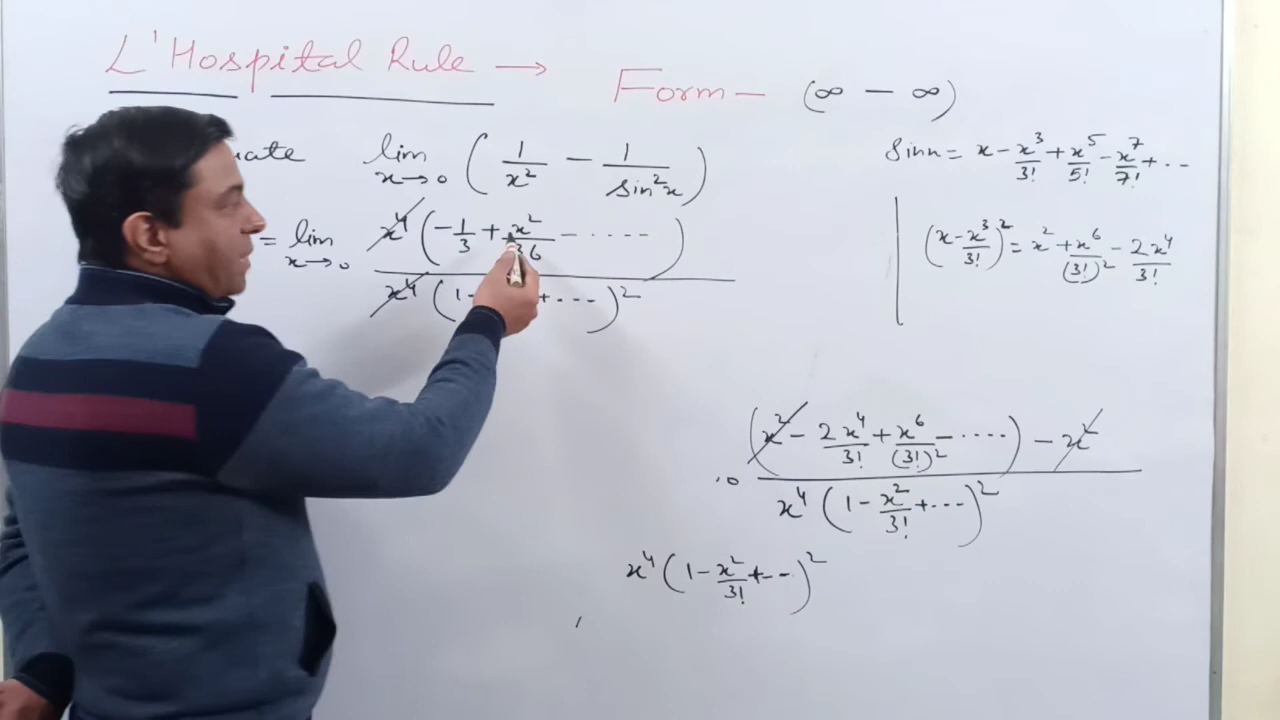 L'Hospital Rule → Form – (∞ – ∞)
lim x→0 (1/x² – 1/sin²x)
= lim x→0 x⁴(–1/3 + x²/36 – ·····) / x⁴(1– + ---)²
Sinn = x – x³/3! + x⁵/5! – x⁷/7! + ··
(x – x³/3!)² = x² + x⁶/(3!)² – 2x⁴/3!
(x² – 2x⁴/3! + x⁶/(3!)² – ····) – x² / x⁴(1 – x²/3! + ---)²
x⁴(1 – x²/3! + ---)²